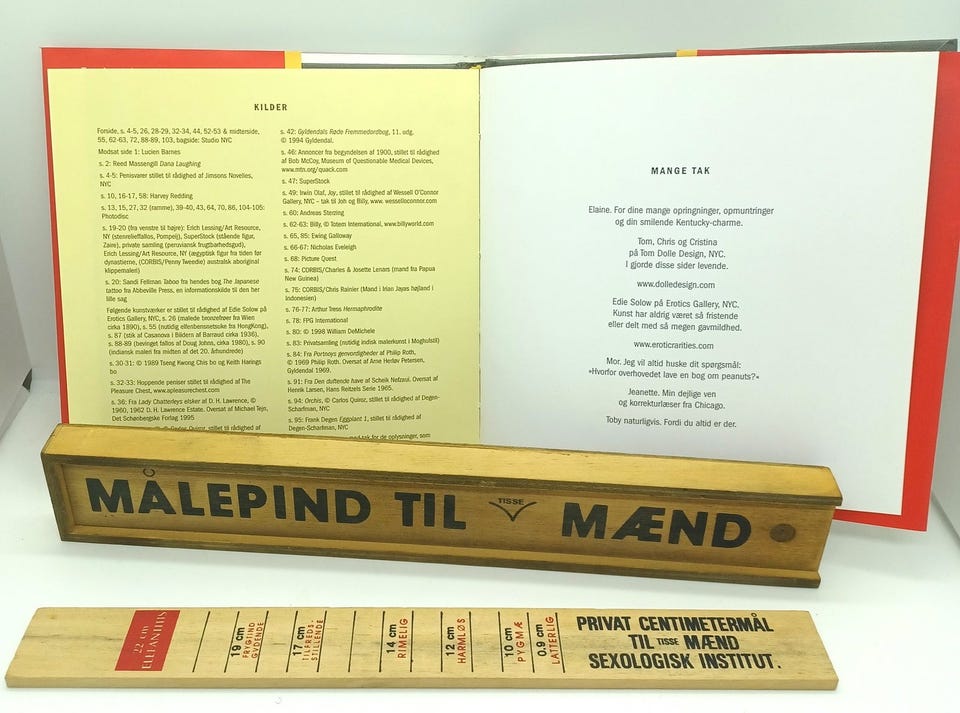 KILDER
Forside, s. 4-5, 26, 28-29, 32-34, 44, 52-53 & midterside,
55, 62-63, 72, 88-89, 103, bagside: Studio NYC
Modsat side 1: Lucien Barnes
s. 2: Reed Massengill Dana Laughing
s. 4-5: Penisvarer stillet til rådighed af Jimsons Novelles,
NYC
s. 10, 16-17, 58: Harvey Redding
s. 13, 15, 27, 32 (ramme), 39-40, 43, 64, 70, 86, 104-105:
Photodisc
s. 19-20 (fra venstre til højre): Erich Lessing/Art Resource,
NY (stenrelieffallos, Pompeji), SuperStock (stående figur,
Zaire), private samling (peruviansk frugtbarhedsgud),
Erich Lessing/Art Resource, NY (ægyptisk figur fra tiden før
dynastierne, (CORBIS/Penny Tweedie) australsk aboriginal
klippemaleri)
s. 20: Sandi Fellman Taboo fra hendes bog The Japanese
tattoo fra Abbeville Press, en informationskilde til den her
lille sag
Følgende kunstværker er stillet til rådighed af Edie Solow på
Erotics Gallery, NYC, s. 26 (malede bronzefrøer fra Wien
cirka 1890), s. 55 (nutidig elfenbensnetsuke fra HongKong),
s. 87 (stik af Casanova i Bildern af Barraud cirka 1936),
s. 88-89 (bevinget fallos af Doug Johns, cirka 1980), s. 90
(indiansk maleri fra midten af det 20. århundrede)
s. 30-31: © 1989 Tseng Kwong Chis bo og Keith Harings
bo
s. 32-33: Hoppende peniser stillet til rådighed af The
Pleasure Chest, www.apleasurechest.com
s. 36: Fra Lady Chatterleys elsker af D. H. Lawrence, ©
1960, 1962 D. H. Lawrence Estate. Oversat af Michael Tejn,
Det Schønbergske Forlag 1995
© Carlos Quiroz, stillet til rådighed af
s. 42: Gyldendals Røde Fremmedordbog, 11. udg.
© 1994 Gyldendal.
s. 46: Annoncer fra begyndelsen af 1900, stillet til rådighed
af Bob McCoy, Museum of Questionable Medical Devices,
www.mtn.org/quack.com
s. 47: SuperStock
s. 49: Irwin Olaf, Joy, stillet til rådighed af Wessell O'Connor
Gallery, NYC – tak til Joh og Billy, www. wesselloconnor.com
s. 60: Andreas Sterzing
s. 62-63: Billy, © Totem International, www.billyworld.com
s. 65, 85: Ewing Galloway
s. 66-67: Nicholas Eveleigh
s. 68: Picture Quest
s. 74: CORBIS/Charles & Josette Lenars (mand fra Papua
New Guinea)
s. 75: CORBIS/Chris Rainier (Mand i Irian Jayas højland i
Indonesien)
s. 76-77: Arthur Tress Hermaphrodite
s. 78: FPG International
s. 80: © 1998 William DeMichele
s. 83: Privatsamling (nutidig indisk malerikunst i Moghulstil)
s. 84: Fra Portnoys genvordigheder af Philip Roth,
© 1969 Philip Roth. Oversat af Arne Herløv Petersen,
Gyldendal 1969.
s. 91: Fra Den duftende have af Scheik Nefzaui. Oversat af
Henrik Larsen, Hans Reitzels Serie 1965.
s. 94: Orchis, © Carlos Quiroz, stillet til rådighed af Degen-
Scharfman, NYC
s. 95: Frank Degen Eggplant 1, stillet til rådighed af
Degen-Scharfman, NYC
med tak for de oplysninger, som
MANGE TAK
Elaine. For dine mange opringninger, opmuntringer
og din smilende Kentucky-charme.
Tom, Chris og Cristina
på Tom Dolle Design, NYC.
I gjorde disse sider levende.
www.dolledesign.com
Edie Solow på Erotics Gallery, NYC.
Kunst har aldrig været så fristende
eller delt med så megen gavmildhed.
www.eroticrarities.com
Mor. Jeg vil altid huske dit spørgsmål:
»Hvorfor overhovedet lave en bog om peanuts?«
Jeanette. Min dejlige ven
og korrekturlæser fra Chicago.
Toby naturligvis. Fordi du altid er der.
MÅLEPIND TIL TISSE MÆND
22 cm
ELEFANTITIS
19 cm
FRYGIND
GYDENDE
17 cm
TILFREDS-
STILLENDE
14 cm
RIMELIG
12 cm
HARMLØS
10 cm
PYGMÆ
0,9 cm
LATTERLIG
PRIVAT CENTIMETERMÅL
TIL TISSE MÆND
SEXOLOGISK INSTITUT.